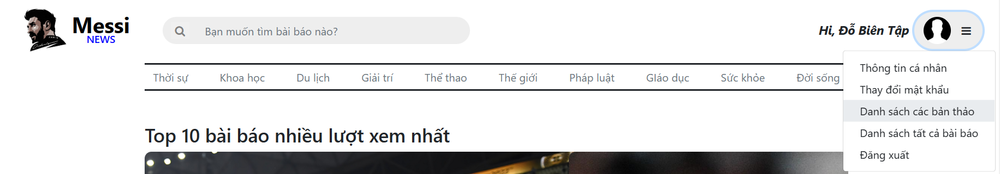 Messi
NEWS
Bạn muốn tìm bài báo nào?
Hi, Đỗ Biên Tập
Thời sự Khoa học Du lịch Giải trí Thể thao Thế giới Pháp luật GIáo dục Sức khỏe Đời sống
Thông tin cá nhân
Thay đổi mật khẩu
Danh sách các bản thảo
Danh sách tất cả bài báo
Đăng xuất
Top 10 bài báo nhiều lượt xem nhất